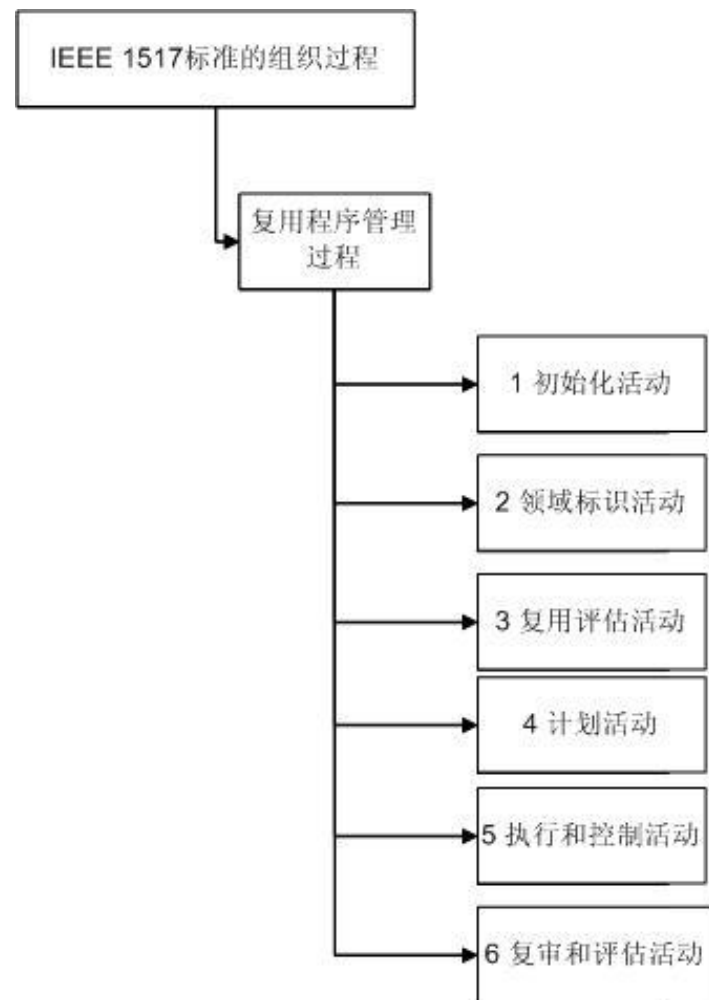 IEEE 1517标准的组织过程
复用程序管理
过程
1 初始化活动
2 领域标识活动
3 复用评估活动
4 计划活动
5 执行和控制活动
6 复审和评估活动